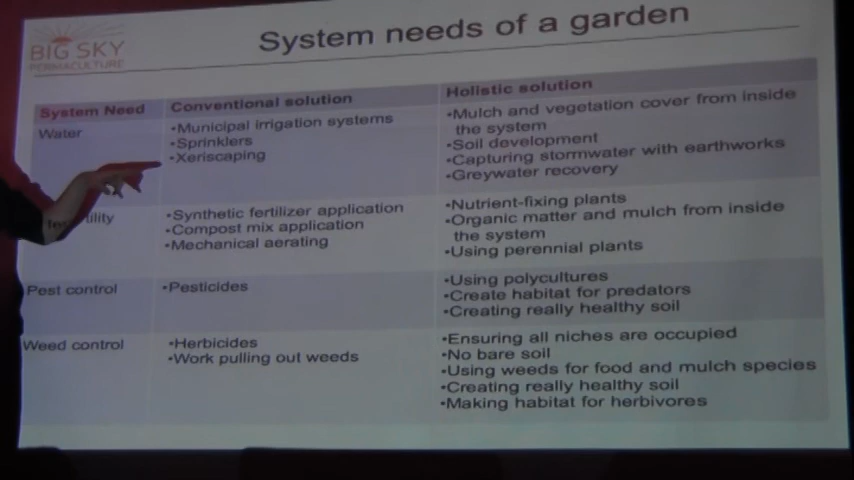 BIG SKY
PERMACULTURE
System needs of a garden
System Need
Conventional solution
Holistic solution
Water
•Municipal irrigation systems
•Sprinklers
•Xeriscaping
•Mulch and vegetation cover from inside
the system
•Soil development
•Capturing stormwater with earthworks
•Greywater recovery
•Synthetic fertilizer application
•Compost mix application
•Mechanical aerating
•Nutrient-fixing plants
•Organic matter and mulch from inside
the system
•Using perennial plants
Pest control
•Pesticides
•Using polycultures
•Create habitat for predators
•Creating really healthy soil
Weed control
•Herbicides
•Work pulling out weeds
•Ensuring all niches are occupied
•No bare soil
•Using weeds for food and mulch species
•Creating really healthy soil
•Making habitat for herbivores